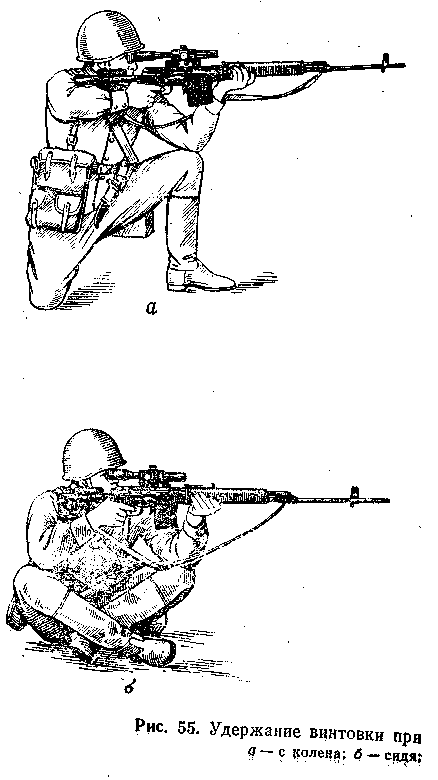 а
б
Рис. 55. Удержание винтовки при
а — с колена; б — сидя;